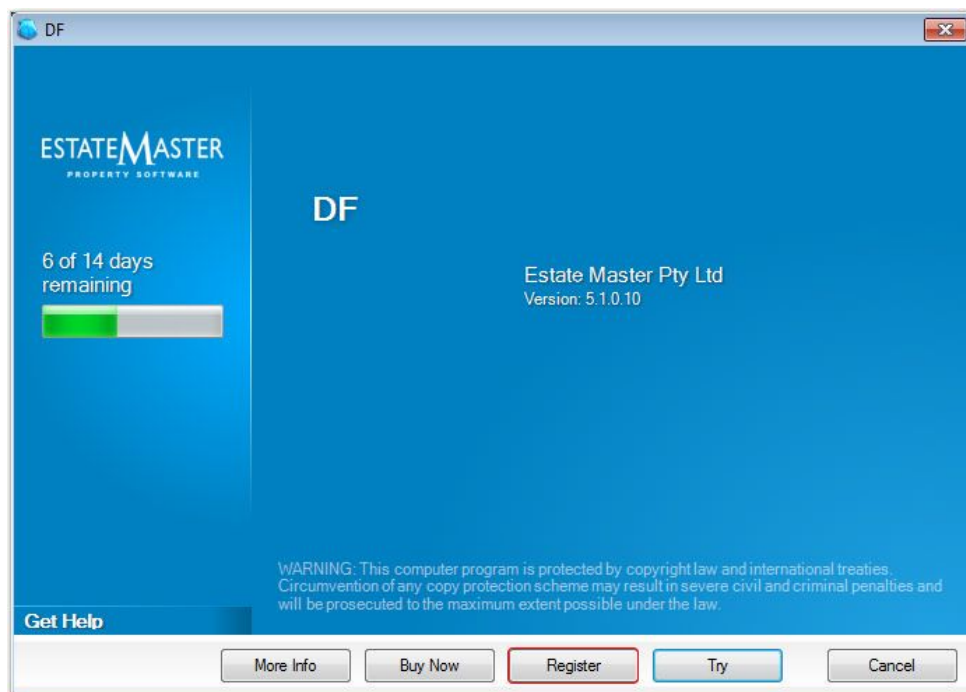 DF
ESTATEMASTER
PROPERTY SOFTWARE
DF
6 of 14 days
remaining
Estate Master Pty Ltd
Version: 5.1.0.10
WARNING: This computer program is protected by copyright law and international treaties.
Circumvention of any copy protection scheme may result in severe civil and criminal penalties and
will be prosecuted to the maximum extent possible under the law.
Get Help
More Info
Buy Now
Register
Try
Cancel